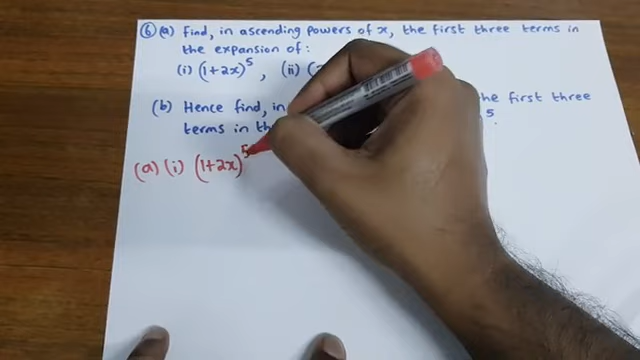 ⑥ (a) Find, in ascending powers of x, the first three terms in
the expansion of:
(i) (1+2x)⁵ , (ii) (
(b) Hence find, in the first three
terms in th 5 .
(a) (i) (1+2x)⁵